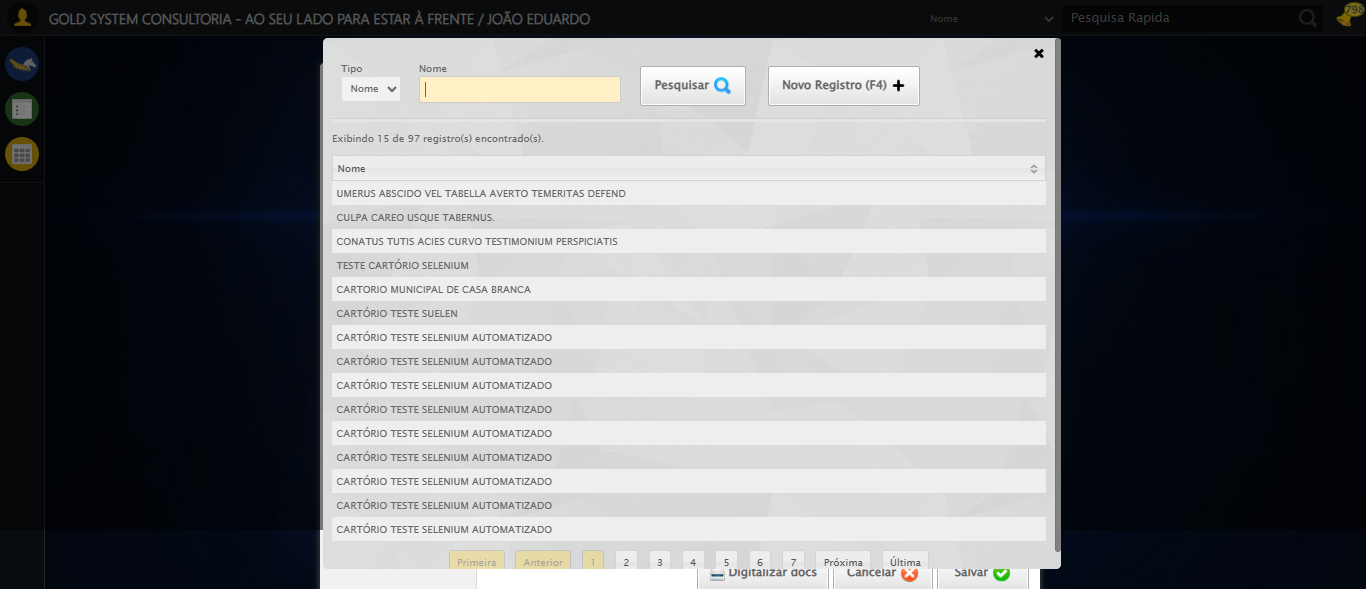 GOLD SYSTEM CONSULTORIA - AO SEU LADO PARA ESTAR À FRENTE / JOÃO EDUARDO
Nome
Pesquisa Rapida
798
Tipo
Nome
Nome
Pesquisar
Novo Registro (F4)
Exibindo 15 de 97 registro(s) encontrado(s).
Nome
UMERUS ABSCIDO VEL TABELLA AVERTO TEMERITAS DEFEND
CULPA CAREO USQUE TABERNUS.
CONATUS TUTIS ACIES CURVO TESTIMONIUM PERSPICIATIS
TESTE CARTÓRIO SELENIUM
CARTORIO MUNICIPAL DE CASA BRANCA
CARTÓRIO TESTE SUELEN
CARTÓRIO TESTE SELENIUM AUTOMATIZADO
CARTÓRIO TESTE SELENIUM AUTOMATIZADO
CARTÓRIO TESTE SELENIUM AUTOMATIZADO
CARTÓRIO TESTE SELENIUM AUTOMATIZADO
CARTÓRIO TESTE SELENIUM AUTOMATIZADO
CARTÓRIO TESTE SELENIUM AUTOMATIZADO
CARTÓRIO TESTE SELENIUM AUTOMATIZADO
CARTÓRIO TESTE SELENIUM AUTOMATIZADO
CARTÓRIO TESTE SELENIUM AUTOMATIZADO
Primeira Anterior 1 2 3 4 5 6 7 Próxima Última
Digitalizar docs Cancelar Salvar